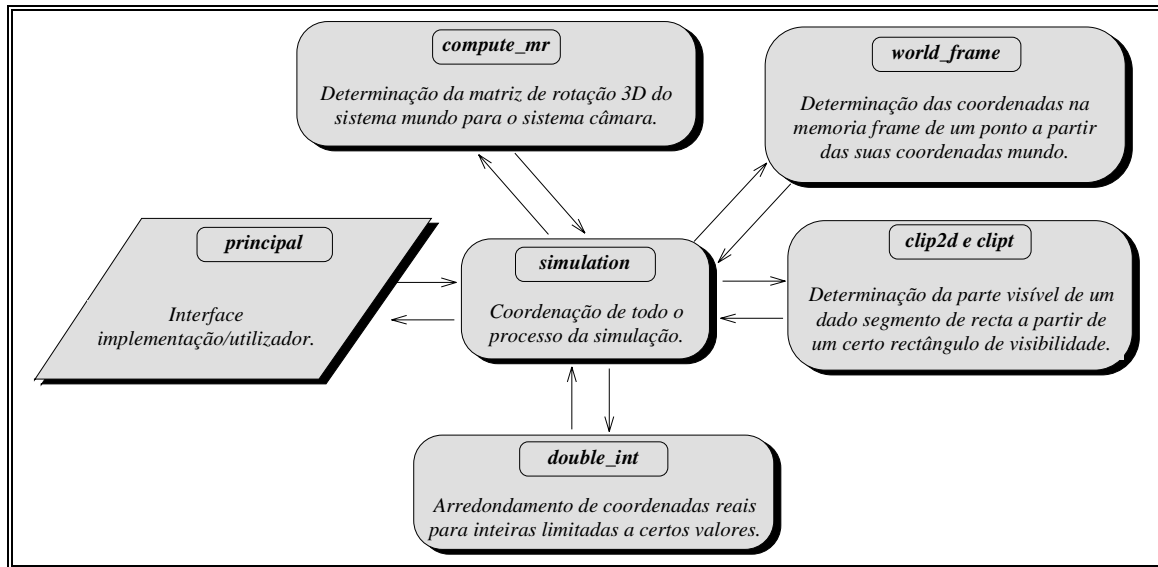 compute_mr
Determinação da matriz de rotação 3D do
sistema mundo para o sistema câmara.
world_frame
Determinação das coordenadas na
memoria frame de um ponto a partir
das suas coordenadas mundo.
principal
Interface
implementação/utilizador.
simulation
Coordenação de todo o
processo da simulação.
clip2d e clipt
Determinação da parte visível de um
dado segmento de recta a partir de
um certo rectângulo de visibilidade.
double_int
Arredondamento de coordenadas reais
para inteiras limitadas a certos valores.